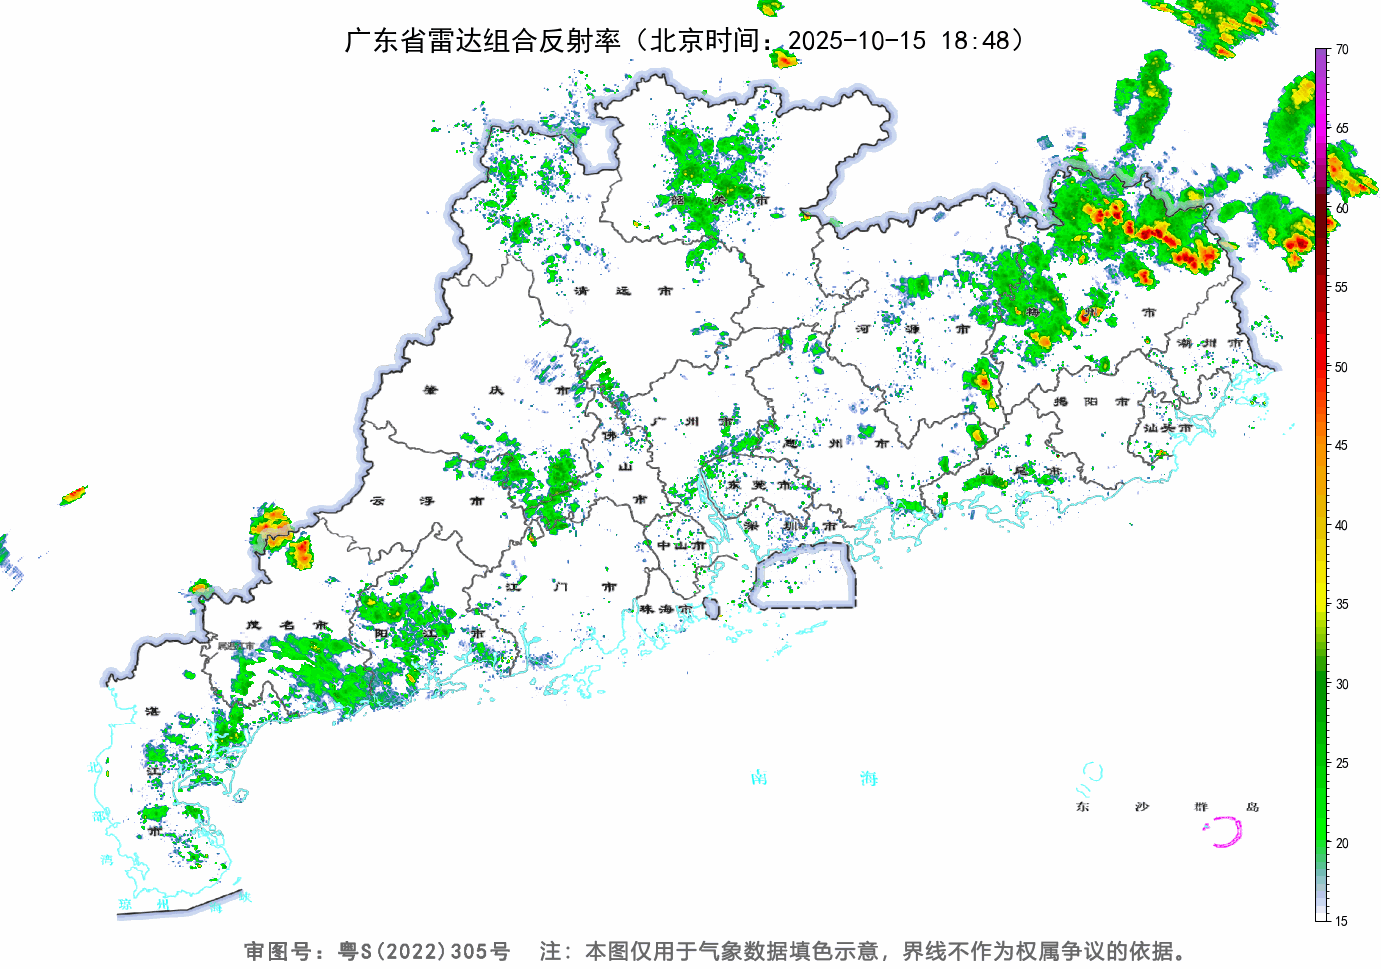 广东省雷达组合反射率（北京时间：2025-10-15 18:48）
70
65
60
55
50
45
40
35
30
25
20
15
韶 关 市
清 远 市
河 源 市
梅 州 市
潮 州 市
肇 庆 市
揭 阳 市
广 州 市
汕头市
佛 山 市
惠 州 市
云 浮 市
东 莞 市
汕 尾 市
深 圳 市
中山市
江 门 市
珠海市
茂 名 市
阳 江 市
湛 江 市
北 部 湾
琼 州 海 峡
南 海
东 沙 群 岛
审图号：粤S(2022)305号 注：本图仅用于气象数据填色示意，界线不作为权属争议的依据。